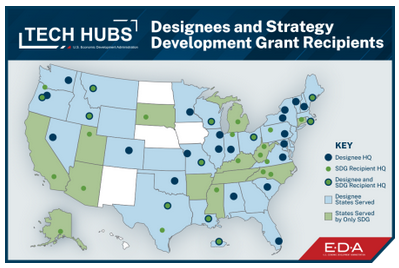 TECH HUBS
U.S. Economic Development Administration
Designees and Strategy
Development Grant Recipients
KEY
Designee HQ
SDG Recipient HQ
Designee and
SDG Recipient HQ
Designee
States Served
States Served
by Only SDG
EDA